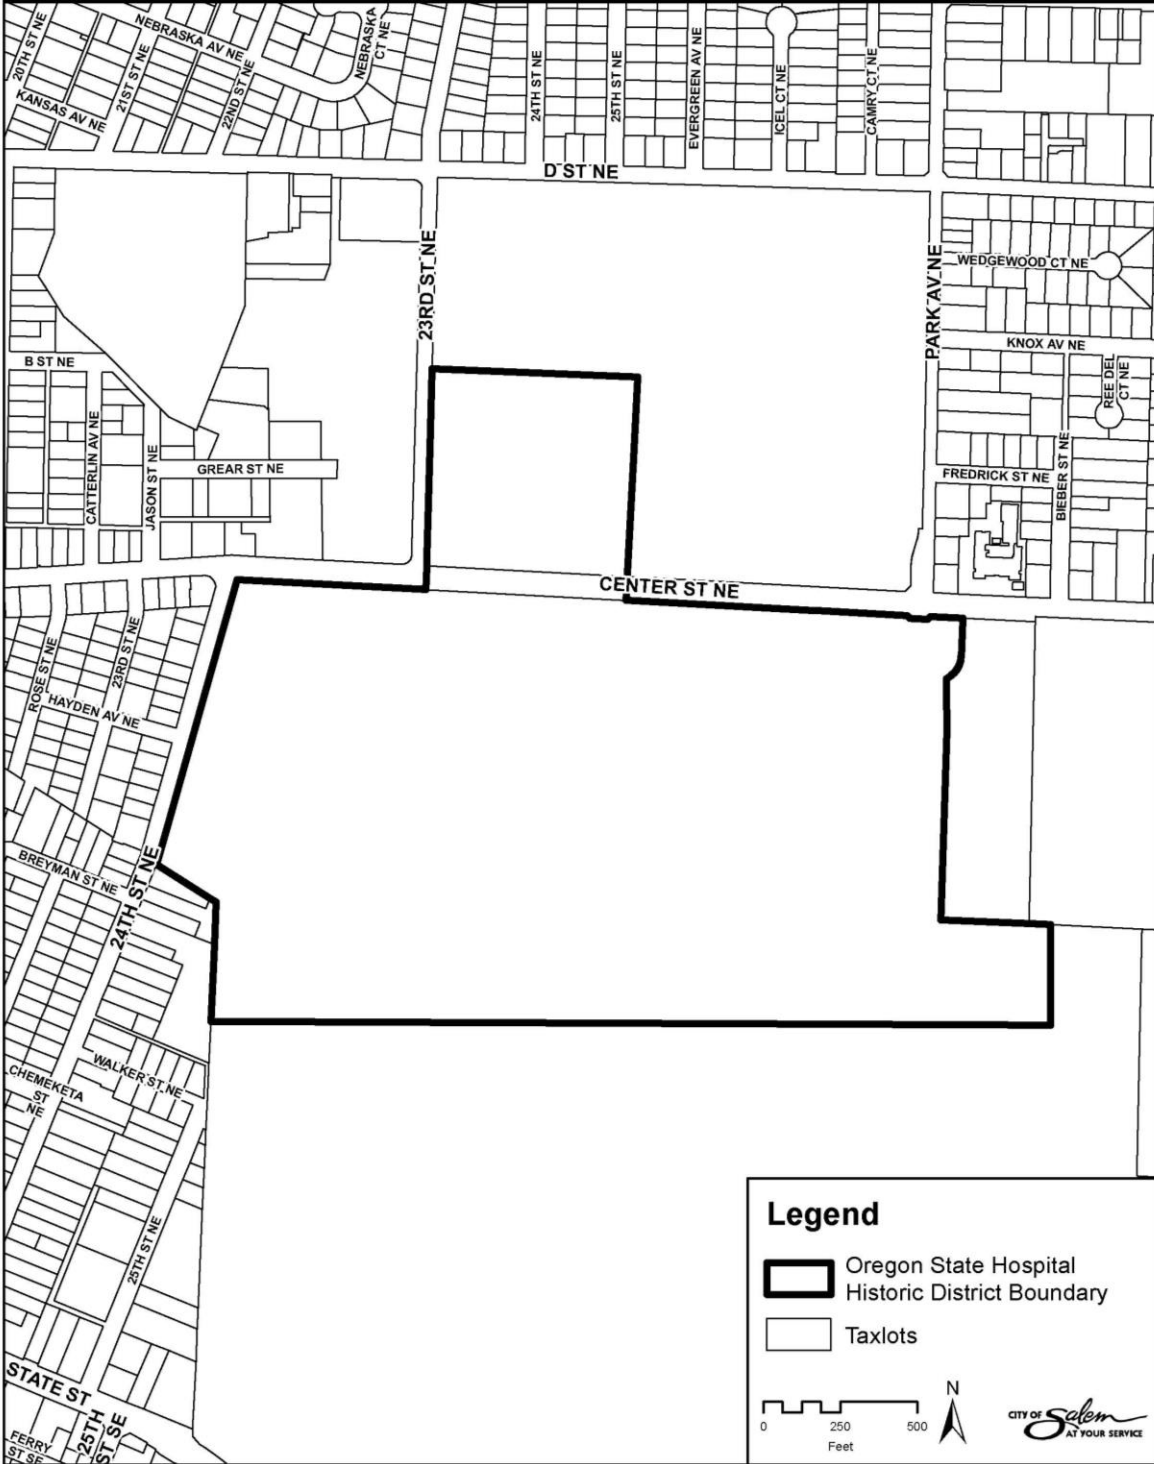 20TH ST NE
NEBRASKA AV NE
NEBRASKA
CT NE
21ST ST NE
22ND ST NE
KANSAS AV NE
24TH ST NE
25TH ST NE
EVERGREEN AV NE
ICEL CT NE
CAMRY CT NE
D ST NE
23RD ST NE
PARK AV NE
WEDGEWOOD CT NE
KNOX AV NE
REE DEL
CT NE
B ST NE
CATTERLIN AV NE
JASON ST NE
GREAR ST NE
FREDRICK ST NE
BIEBER ST NE
CENTER ST NE
ROSE ST NE
23RD ST NE
HAYDEN AV NE
BREYMAN ST NE
24TH ST NE
WALKER ST NE
CHEMEKETA
ST
NE
25TH ST NE
STATE ST
25TH
ST SE
FERRY
ST SE
Legend
Oregon State Hospital
Historic District Boundary
Taxlots
N
0 250 500
Feet
CITY OF Salem
AT YOUR SERVICE